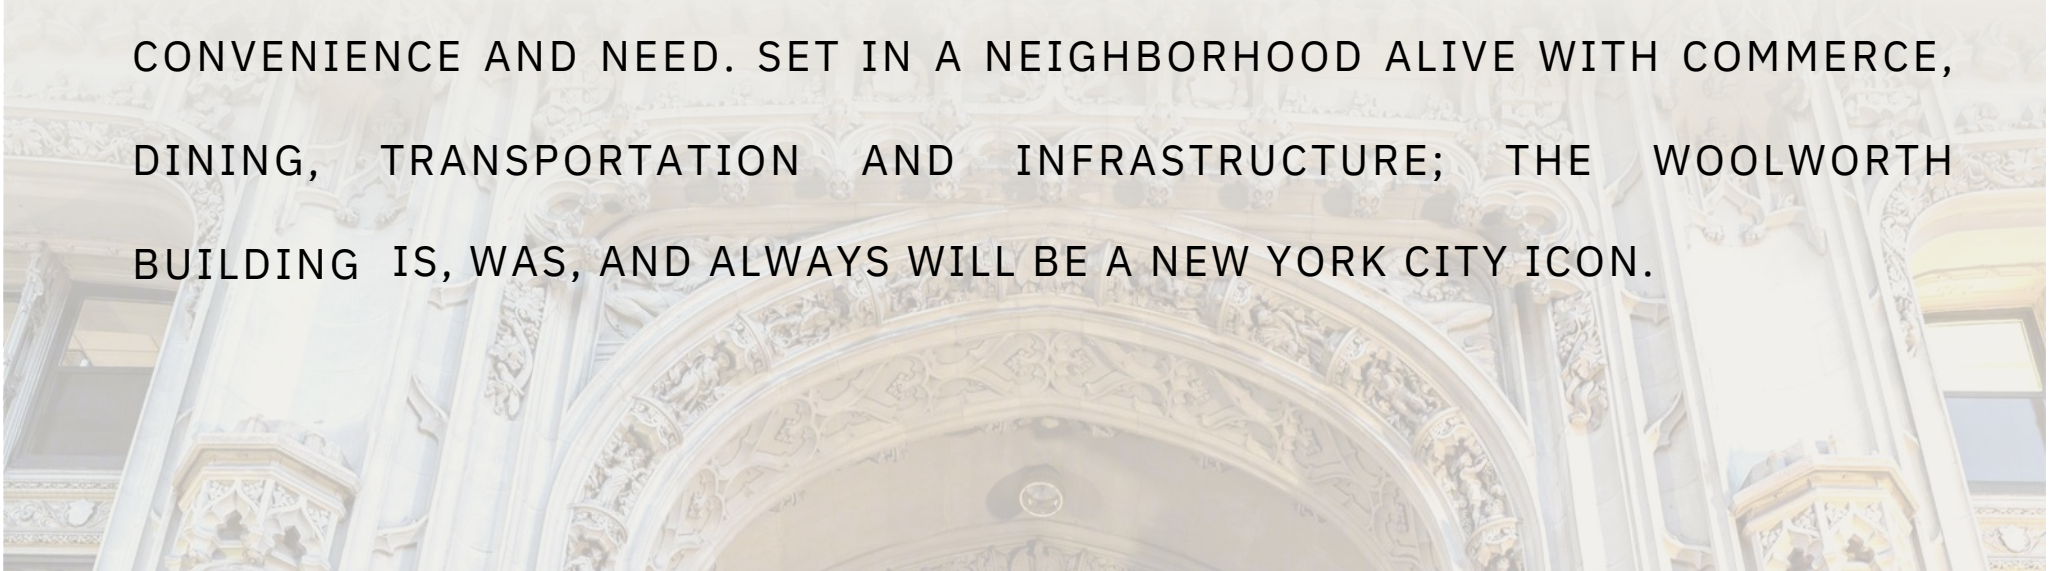 CONVENIENCE AND NEED. SET IN A NEIGHBORHOOD ALIVE WITH COMMERCE,
DINING, TRANSPORTATION AND INFRASTRUCTURE; THE WOOLWORTH
BUILDING IS, WAS, AND ALWAYS WILL BE A NEW YORK CITY ICON.